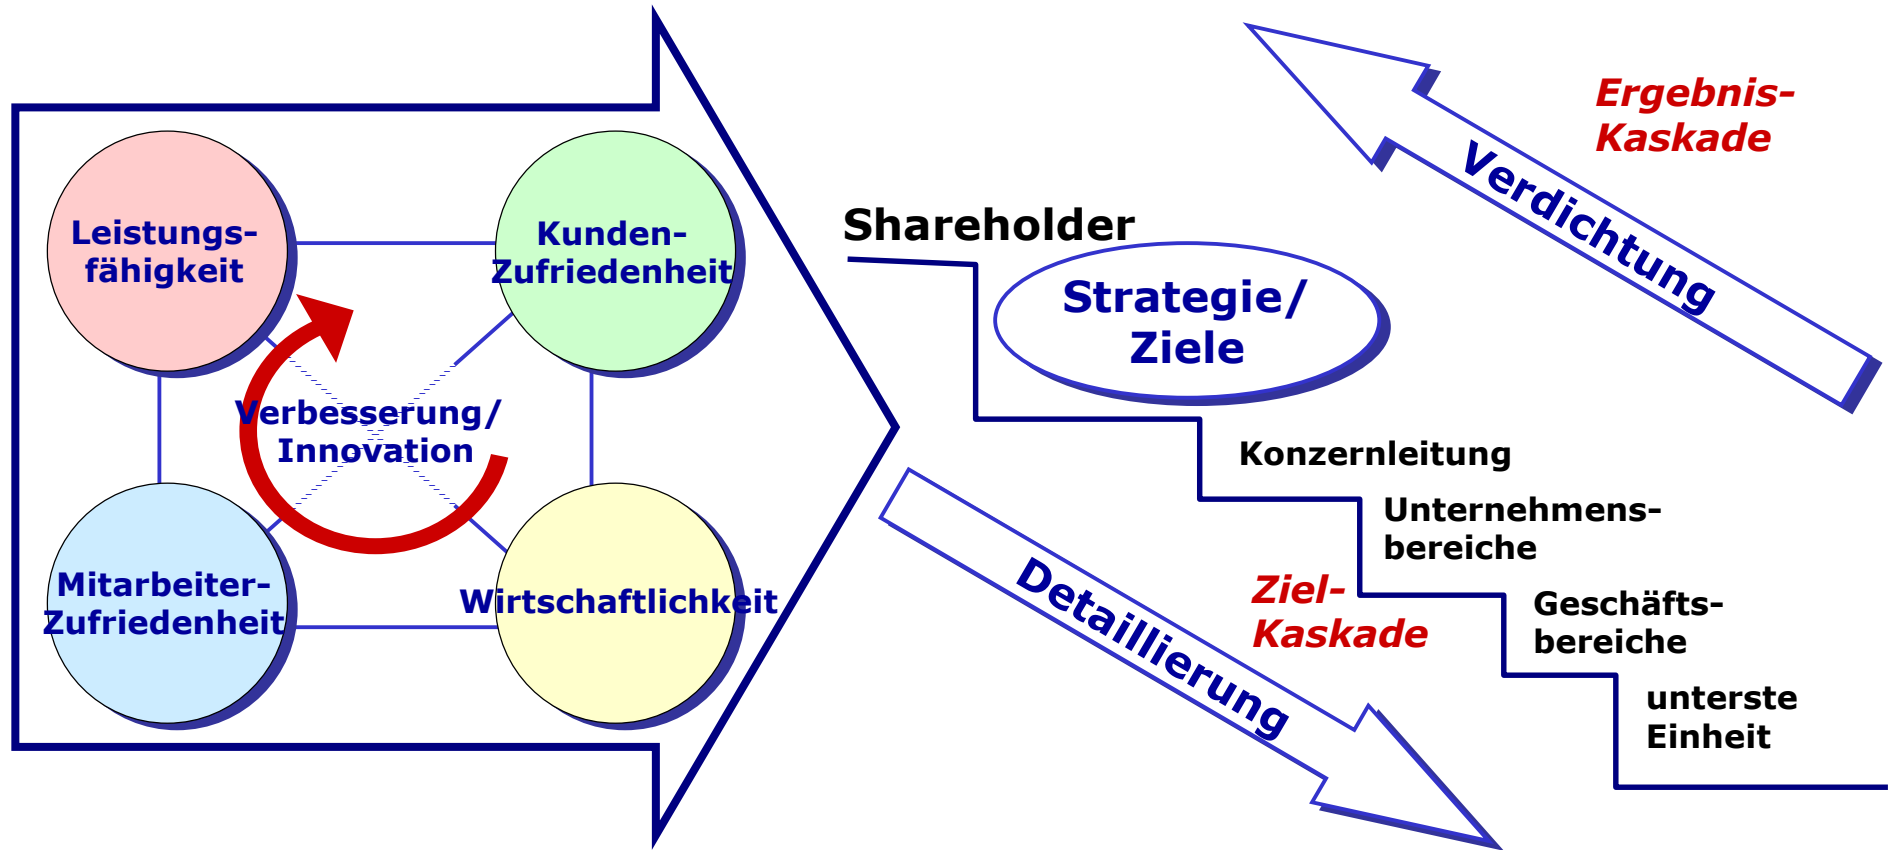 Leistungs-
fähigkeit
Kunden-
Zufriedenheit
Verbesserung/
Innovation
Mitarbeiter-
Zufriedenheit
Wirtschaftlichkeit
Shareholder
Strategie/
Ziele
Ergebnis-
Kaskade
Verdichtung
Konzernleitung
Unternehmens-
bereiche
Geschäfts-
bereiche
unterste
Einheit
Ziel-
Kaskade
Detaillierung